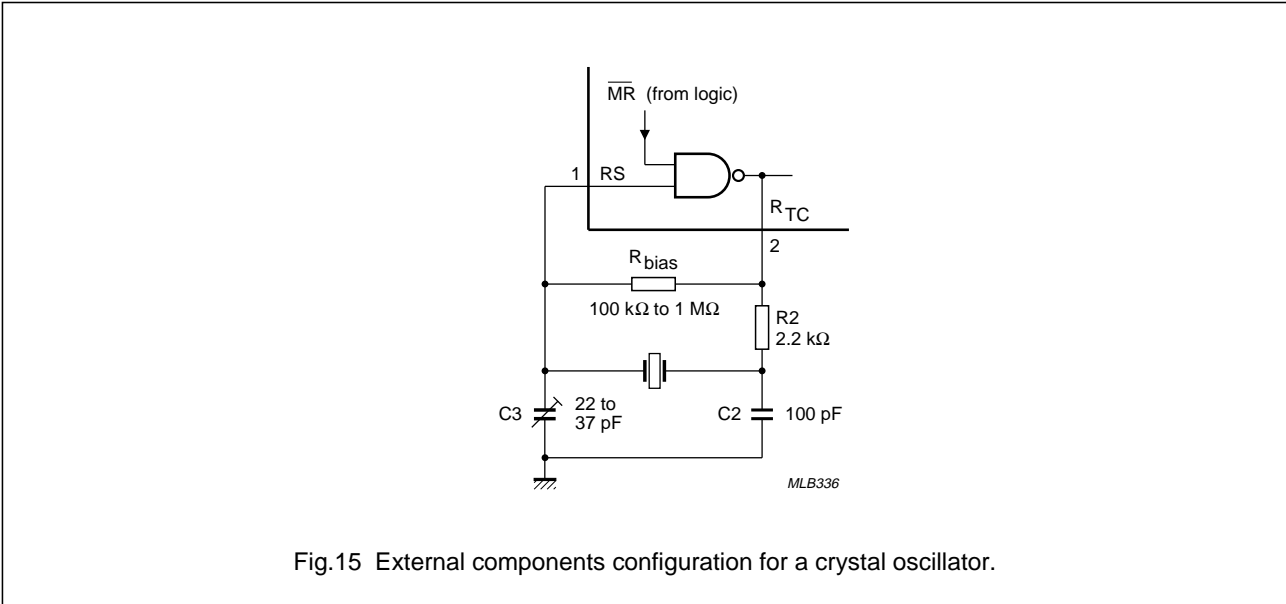 M̅R̅ (from logic)
1
RS
R TC
2
R bias
100 kΩ to 1 MΩ
R2
2.2 kΩ
C3
22 to
37 pF
C2
100 pF
MLB336
Fig.15 External components configuration for a crystal oscillator.